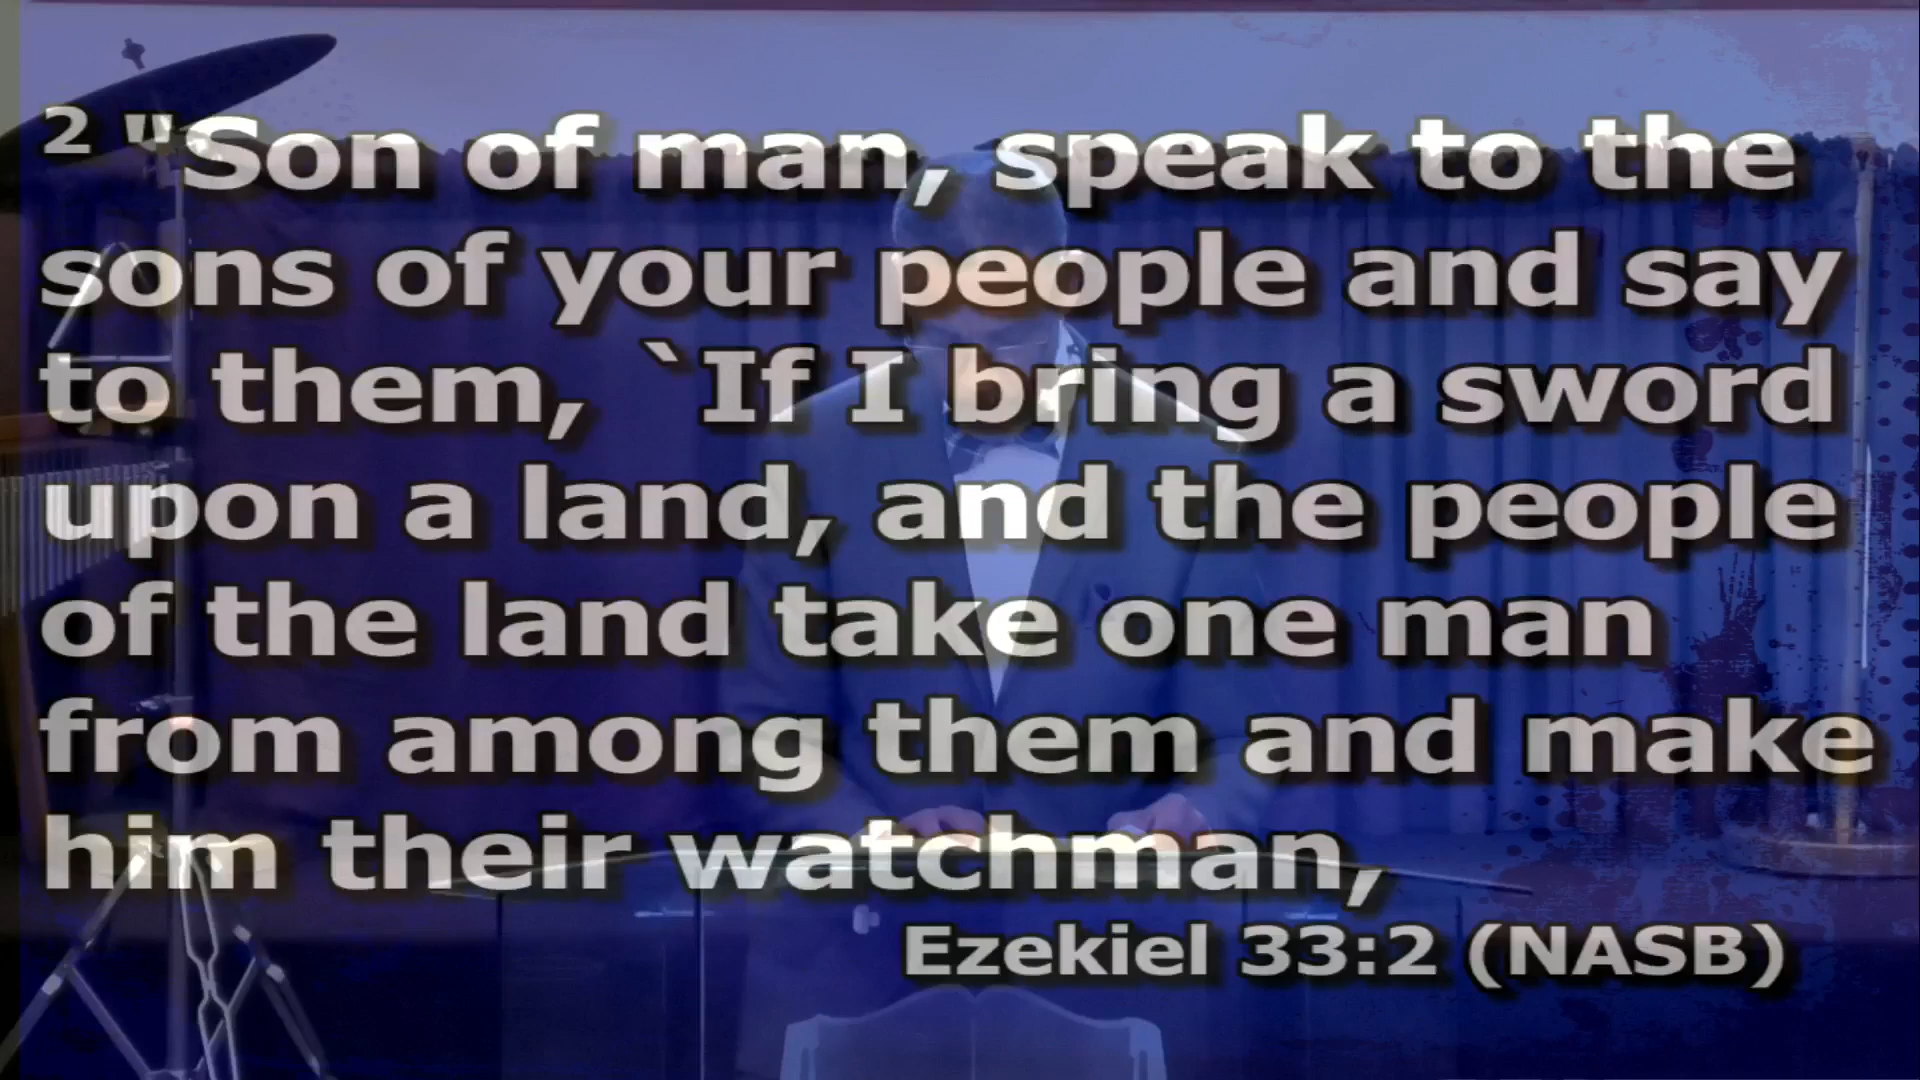 2 "Son of man, speak to the
sons of your people and say
to them, `If I bring a sword
upon a land, and the people
of the land take one man
from among them and make
him their watchman,
Ezekiel 33:2 (NASB)